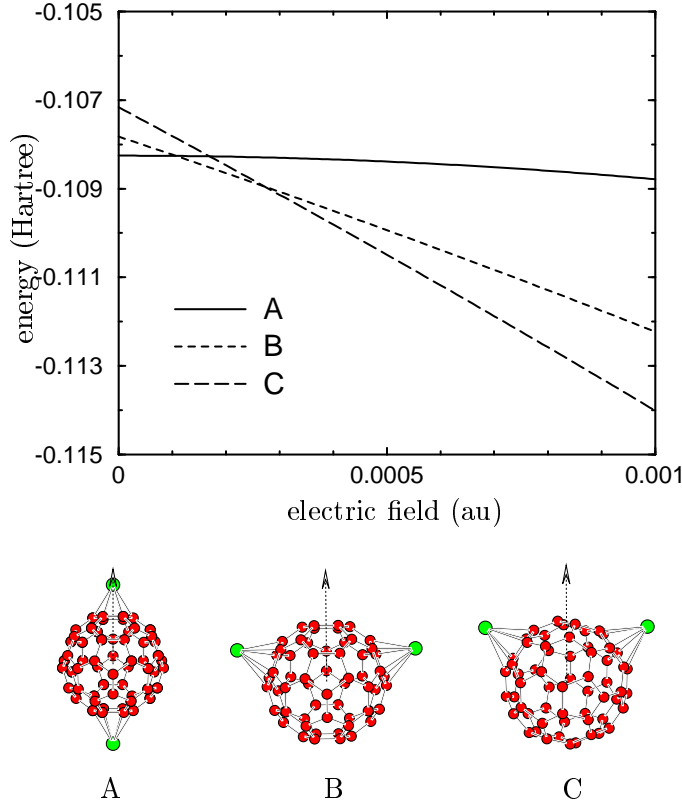 -0.105
-0.107
-0.109
-0.111
-0.113
-0.115
energy (Hartree)
A
B
C
0 0.0005 0.001
electric field (au)
A B C